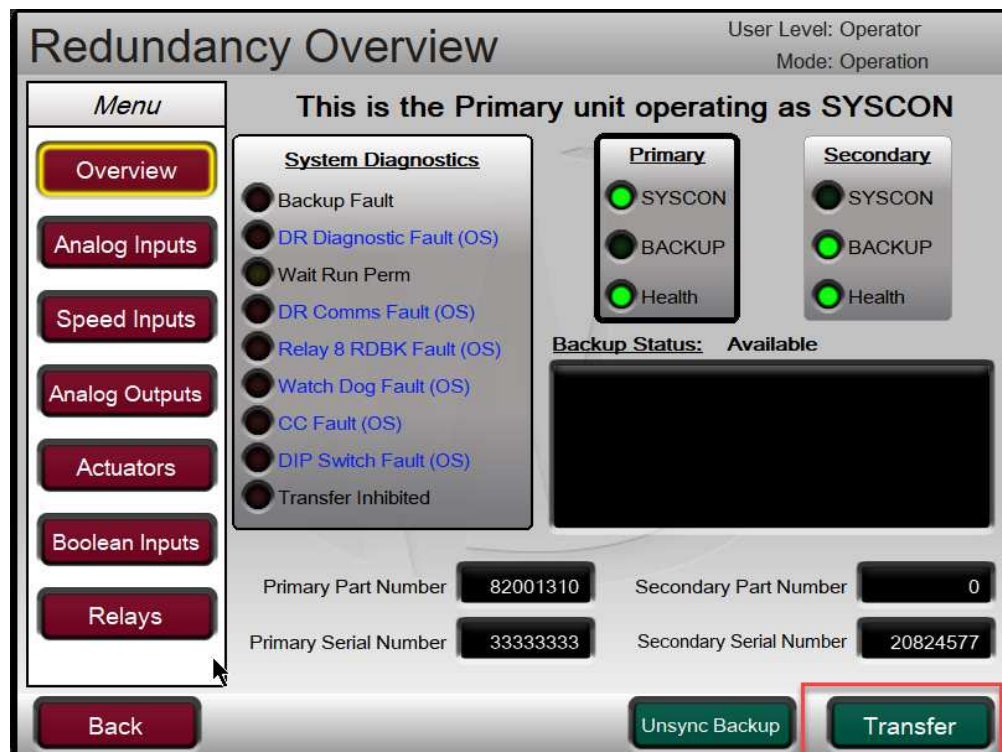 Redundancy Overview
User Level: Operator
Mode: Operation
Menu
Overview
Analog Inputs
Speed Inputs
Analog Outputs
Actuators
Boolean Inputs
Relays
This is the Primary unit operating as SYSCON
System Diagnostics
Backup Fault
DR Diagnostic Fault (OS)
Wait Run Perm
DR Comms Fault (OS)
Relay 8 RDBK Fault (OS)
Watch Dog Fault (OS)
CC Fault (OS)
DIP Switch Fault (OS)
Transfer Inhibited
Primary
SYSCON
BACKUP
Health
Secondary
SYSCON
BACKUP
Health
Backup Status: Available
Primary Part Number 82001310
Secondary Part Number 0
Primary Serial Number 33333333
Secondary Serial Number 20824577
Back
Unsync Backup
Transfer